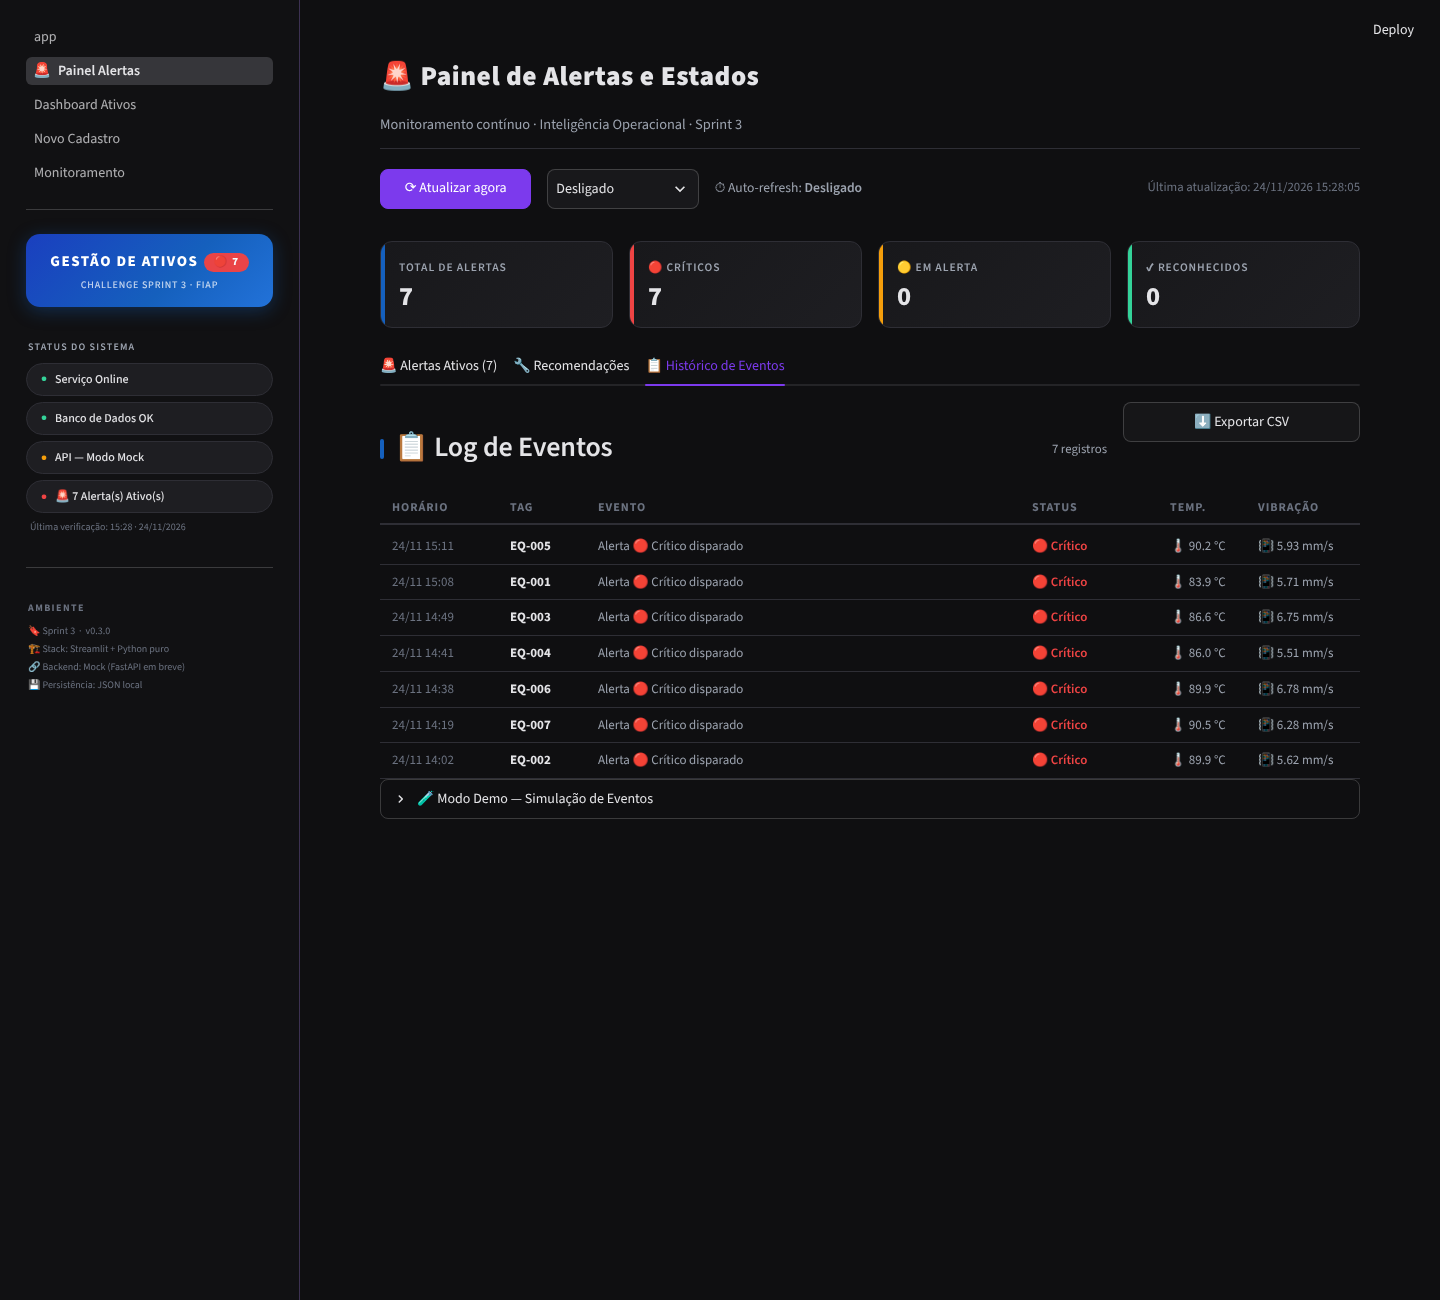 app
🚨 Painel Alertas
Dashboard Ativos
Novo Cadastro
Monitoramento
GESTÃO DE ATIVOS 🔴 7
CHALLENGE SPRINT 3 · FIAP
STATUS DO SISTEMA
Serviço Online
Banco de Dados OK
API — Modo Mock
🚨 7 Alerta(s) Ativo(s)
Última verificação: 15:28 · 24/11/2026
AMBIENTE
🔖 Sprint 3 · v0.3.0
🏗️ Stack: Streamlit + Python puro
🔗 Backend: Mock (FastAPI em breve)
💾 Persistência: JSON local
Deploy
🚨 Painel de Alertas e Estados
Monitoramento contínuo · Inteligência Operacional · Sprint 3
⟳ Atualizar agora
Desligado
⏱ Auto-refresh: Desligado
Última atualização: 24/11/2026 15:28:05
TOTAL DE ALERTAS
7
🔴 CRÍTICOS
7
🟡 EM ALERTA
0
✓ RECONHECIDOS
0
🚨 Alertas Ativos (7) 🔧 Recomendações 📋 Histórico de Eventos
📋 Log de Eventos
7 registros
⬇️ Exportar CSV
HORÁRIO TAG EVENTO STATUS TEMP. VIBRAÇÃO
24/11 15:11 EQ-005 Alerta 🔴 Crítico disparado 🔴 Crítico 🌡️ 90.2 °C 📳 5.93 mm/s
24/11 15:08 EQ-001 Alerta 🔴 Crítico disparado 🔴 Crítico 🌡️ 83.9 °C 📳 5.71 mm/s
24/11 14:49 EQ-003 Alerta 🔴 Crítico disparado 🔴 Crítico 🌡️ 86.6 °C 📳 6.75 mm/s
24/11 14:41 EQ-004 Alerta 🔴 Crítico disparado 🔴 Crítico 🌡️ 86.0 °C 📳 5.51 mm/s
24/11 14:38 EQ-006 Alerta 🔴 Crítico disparado 🔴 Crítico 🌡️ 89.9 °C 📳 6.78 mm/s
24/11 14:19 EQ-007 Alerta 🔴 Crítico disparado 🔴 Crítico 🌡️ 90.5 °C 📳 6.28 mm/s
24/11 14:02 EQ-002 Alerta 🔴 Crítico disparado 🔴 Crítico 🌡️ 89.9 °C 📳 5.62 mm/s
🧪 Modo Demo — Simulação de Eventos